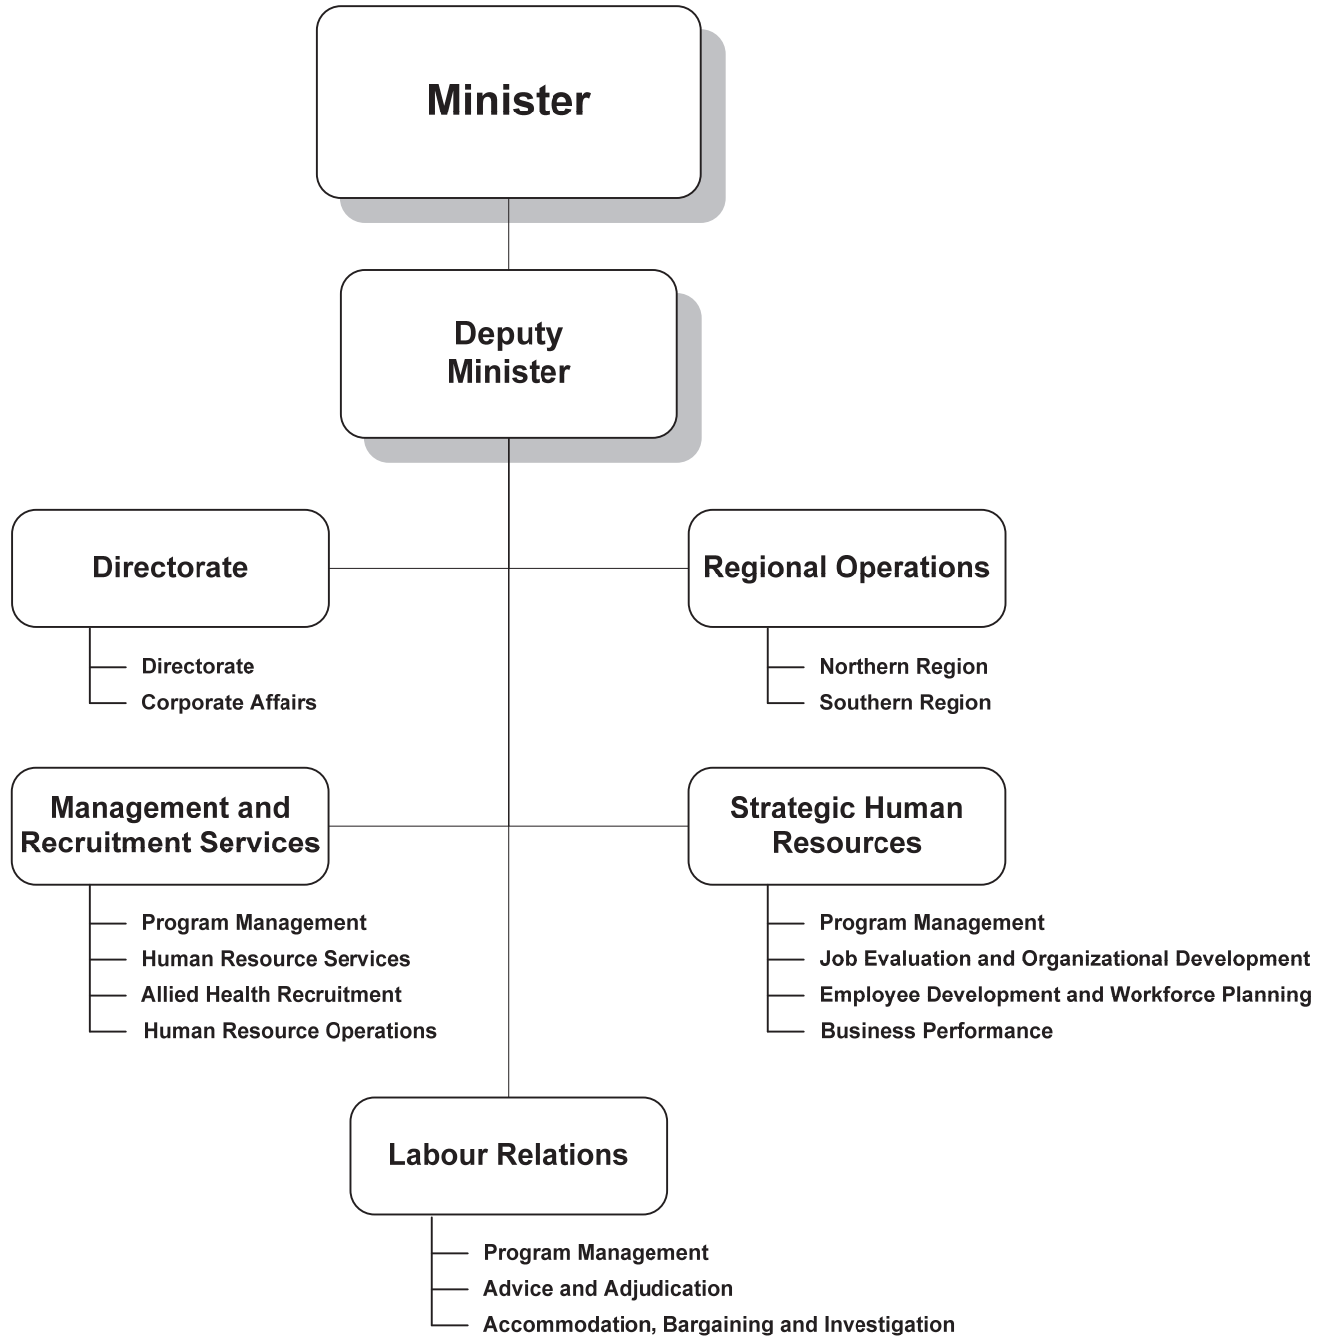 Minister
Deputy
Minister
Directorate
Directorate
Corporate Affairs
Regional Operations
Northern Region
Southern Region
Management and
Recruitment Services
Program Management
Human Resource Services
Allied Health Recruitment
Human Resource Operations
Strategic Human
Resources
Program Management
Job Evaluation and Organizational Development
Employee Development and Workforce Planning
Business Performance
Labour Relations
Program Management
Advice and Adjudication
Accommodation, Bargaining and Investigation